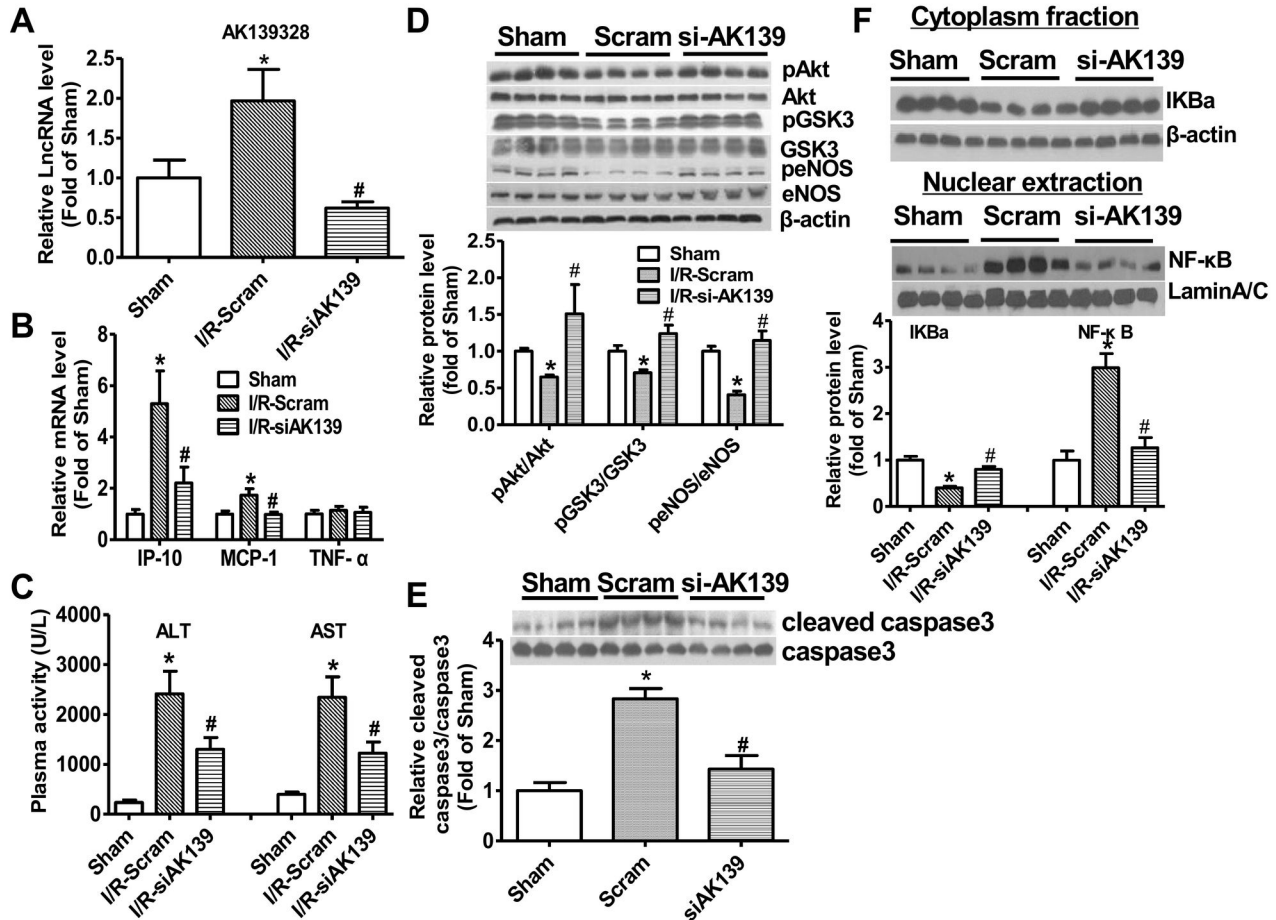 A
AK139328
Relative LncRNA level
(Fold of Sham)
2.5
2.0
1.5
1.0
0.5
0.0
*
#
Sham
I/R-Scram
I/R-siAK139
B
Relative mRNA level
(Fold of Sham)
8
6
4
2
0
Sham
I/R-Scram
I/R-siAK139
*
#
*
#
IP-10
MCP-1
TNF- α
C
Plasma activity (U/L)
4000
3000
2000
1000
0
ALT
AST
*
#
*
#
Sham
I/R-Scram
I/R-siAK139
Sham
I/R-Scram
I/R-siAK139
D
Sham
Scram
si-AK139
pAkt
Akt
pGSK3
GSK3
peNOS
eNOS
β-actin
Relative protein level
(fold of Sham)
2.5
2.0
1.5
1.0
0.5
0.0
Sham
I/R-Scram
I/R-si-AK139
*
#
*
#
*
#
pAkt/Akt
pGSK3/GSK3
peNOS/eNOS
E
Sham
Scram
si-AK139
cleaved caspase3
caspase3
Relative cleaved
caspase3/caspase3
(Fold of Sham)
4
3
2
1
0
*
#
Sham
Scram
siAK139
F
Cytoplasm fraction
Sham
Scram
si-AK139
IKBa
β-actin
Nuclear extraction
Sham
Scram
si-AK139
NF-κB
LaminA/C
Relative protein level
(fold of Sham)
4
3
2
1
0
IKBa
NF-κ B
*
#
*
#
Sham
I/R-Scram
I/R-siAK139
Sham
I/R-Scram
I/R-siAK139